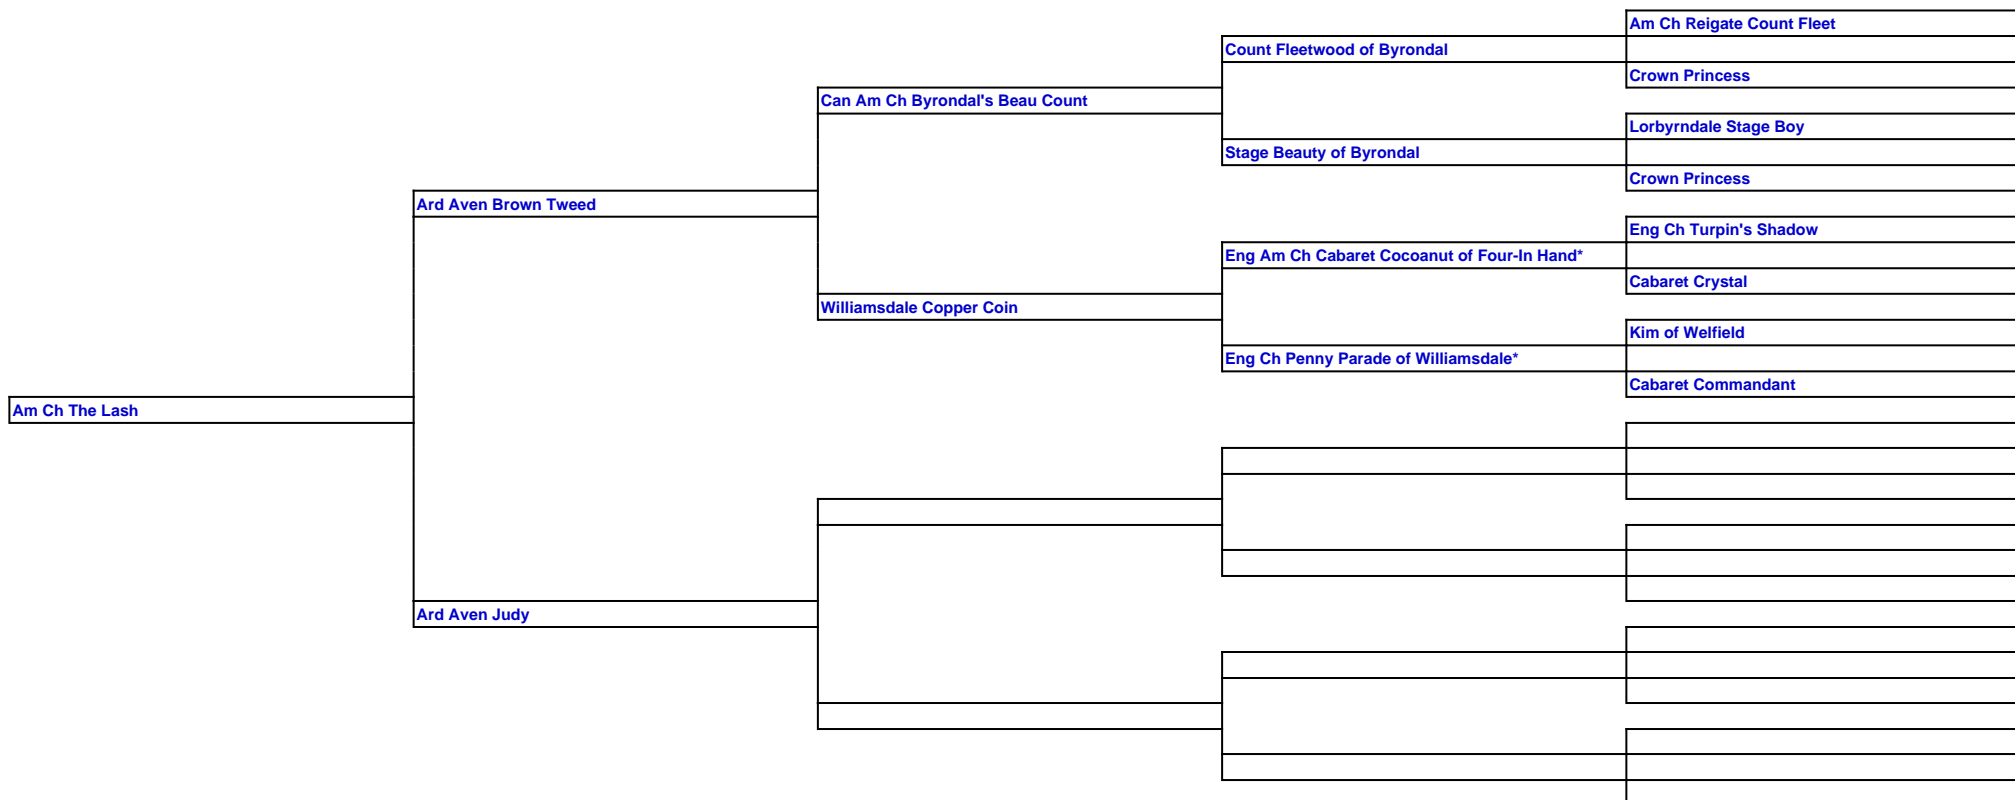 Am Ch Reigate Count Fleet
Count Fleetwood of Byrondal
Crown Princess
Can Am Ch Byrondal's Beau Count
Lorbyrndale Stage Boy
Stage Beauty of Byrondal
Crown Princess
Ard Aven Brown Tweed
Eng Ch Turpin's Shadow
Eng Am Ch Cabaret Cocoanut of Four-In Hand*
Cabaret Crystal
Williamsdale Copper Coin
Kim of Welfield
Eng Ch Penny Parade of Williamsdale*
Cabaret Commandant
Am Ch The Lash
Ard Aven Judy